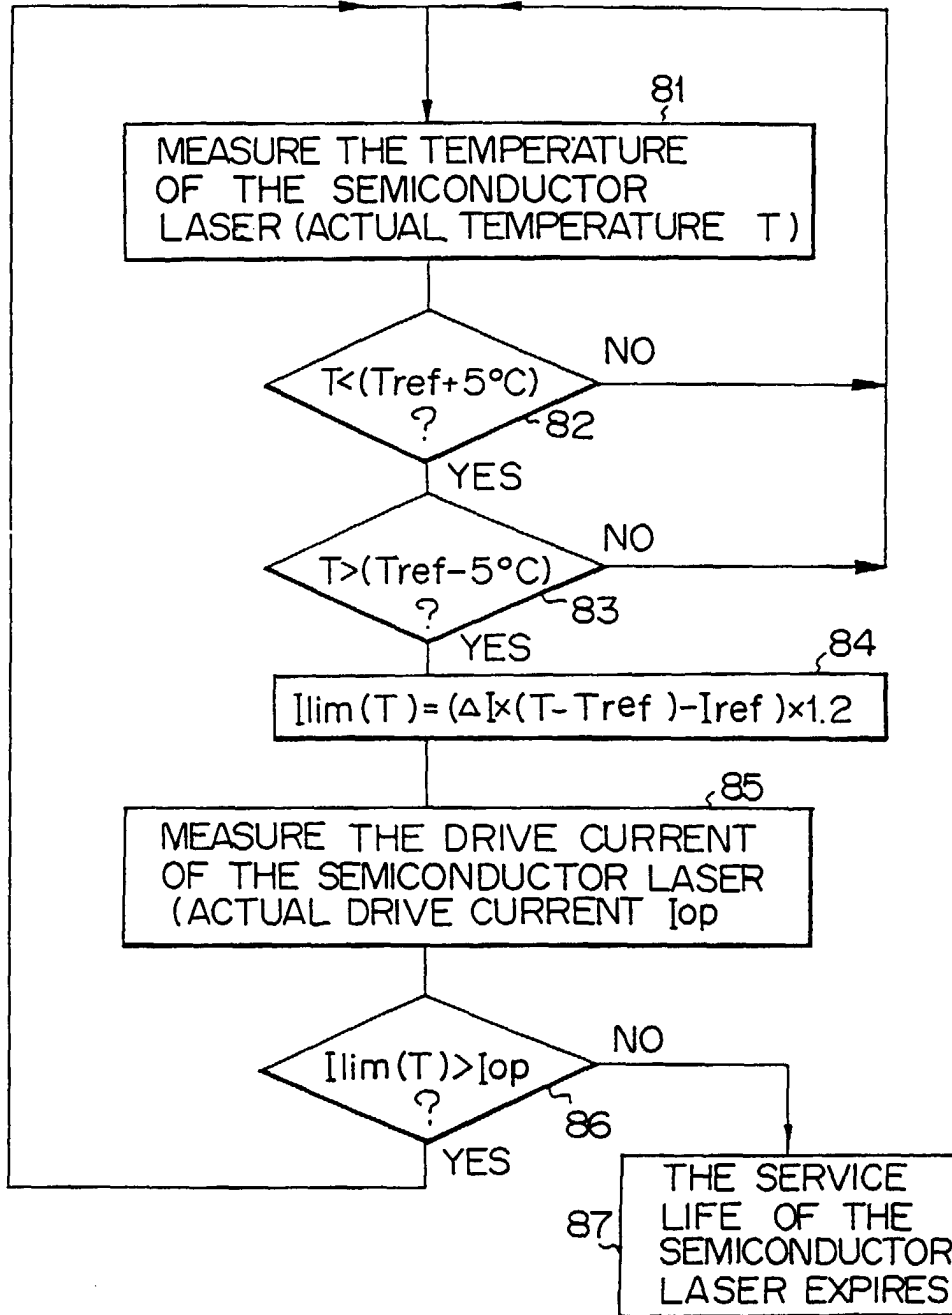 81
MEASURE THE TEMPERATURE
OF THE SEMICONDUCTOR
LASER (ACTUAL TEMPERATURE T)
T<(Tref+5°C)
?
82
NO
YES
T>(Tref-5°C)
?
83
NO
YES
84
Ilim(T)=(ΔI×(T-Tref)-Iref)×1.2
85
MEASURE THE DRIVE CURRENT
OF THE SEMICONDUCTOR LASER
(ACTUAL DRIVE CURRENT Iop
Ilim(T)>Iop
?
86
NO
YES
87
THE SERVICE
LIFE OF THE
SEMICONDUCTOR
LASER EXPIRES